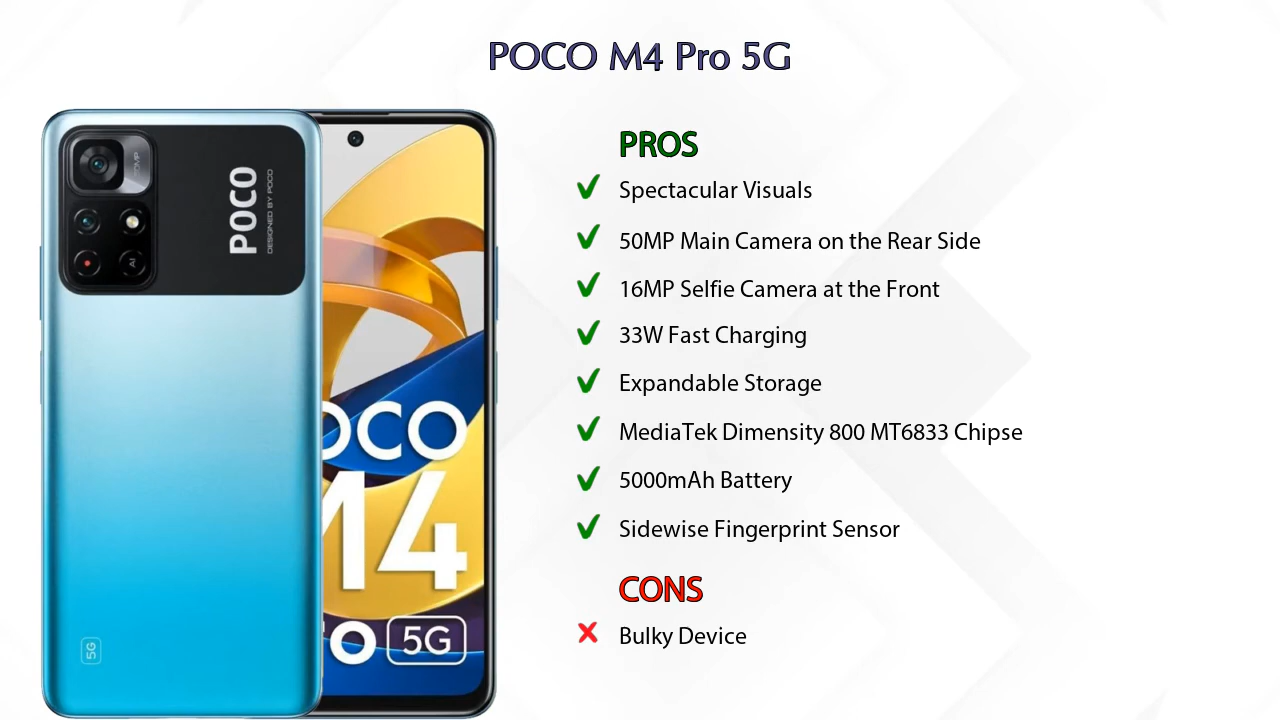 POCO M4 Pro 5G
POCO
DESIGNED BY POCO
AI
5G
OCO
M4
ro 5G
PROS
Spectacular Visuals
50MP Main Camera on the Rear Side
16MP Selfie Camera at the Front
33W Fast Charging
Expandable Storage
MediaTek Dimensity 800 MT6833 Chipse
5000mAh Battery
Sidewise Fingerprint Sensor
CONS
Bulky Device